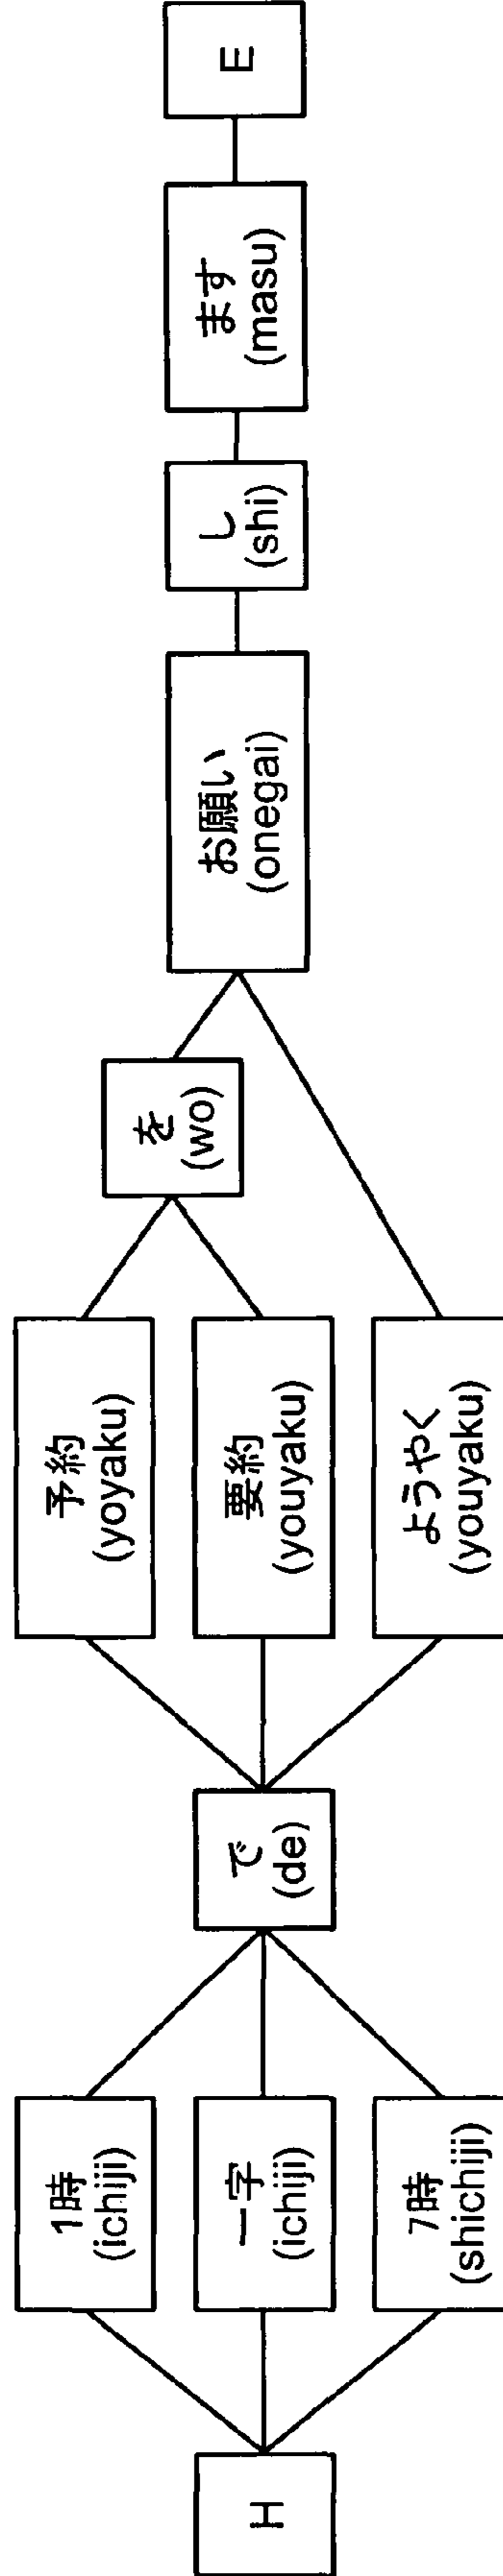 H
1時
(ichiji)
一字
(ichiji)
7時
(shichiji)
で
(de)
予約
(yoyaku)
要約
(youyaku)
ようやく
(youyaku)
を
(wo)
お願い
(onegai)
し
(shi)
ます
(masu)
E